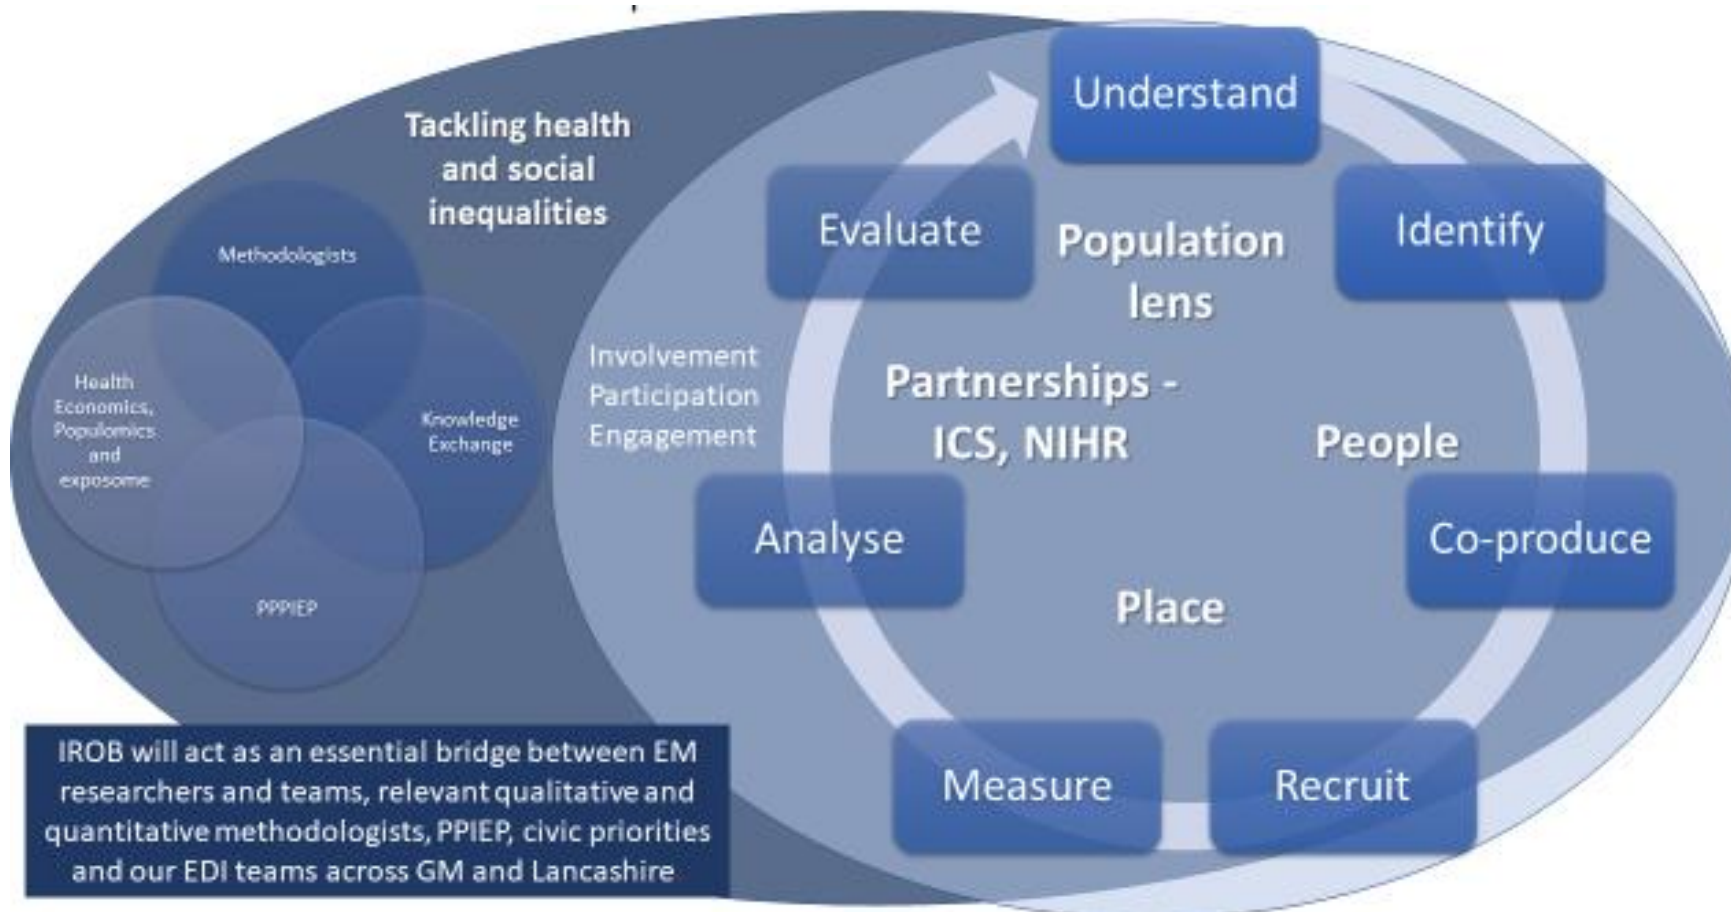 Tackling health
and social
inequalities
Methodologists
Health
Economics,
Populomics
and
exposome
Knowledge
Exchange
PPPIEP
Involvement
Participation
Engagement
Understand
Identify
Co-produce
Recruit
Measure
Analyse
Evaluate
Population
lens
Partnerships -
ICS, NIHR
People
Place
IROB will act as an essential bridge between EM
researchers and teams, relevant qualitative and
quantitative methodologists, PPIEP, civic priorities
and our EDI teams across GM and Lancashire